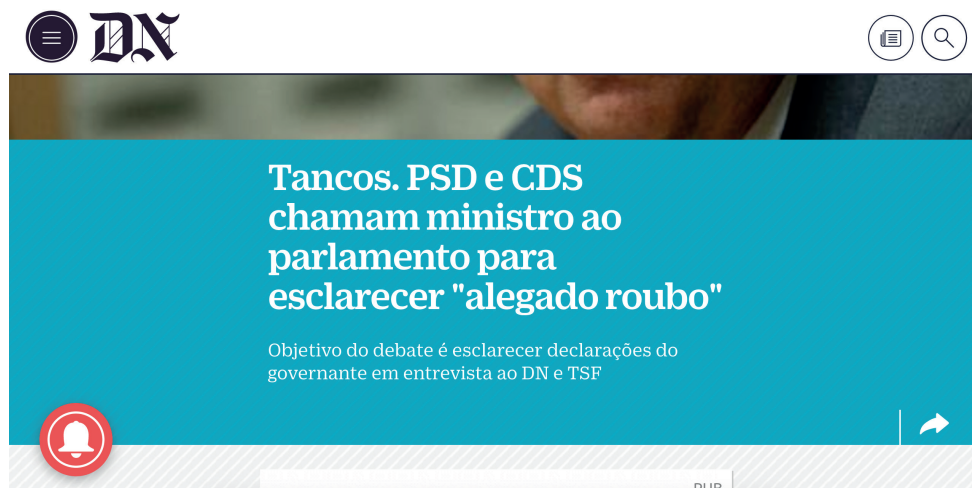 DN
Tancos. PSD e CDS
chamam ministro ao
parlamento para
esclarecer "alegado roubo"
Objetivo do debate é esclarecer declarações do
governante em entrevista ao DN e TSF
PUB